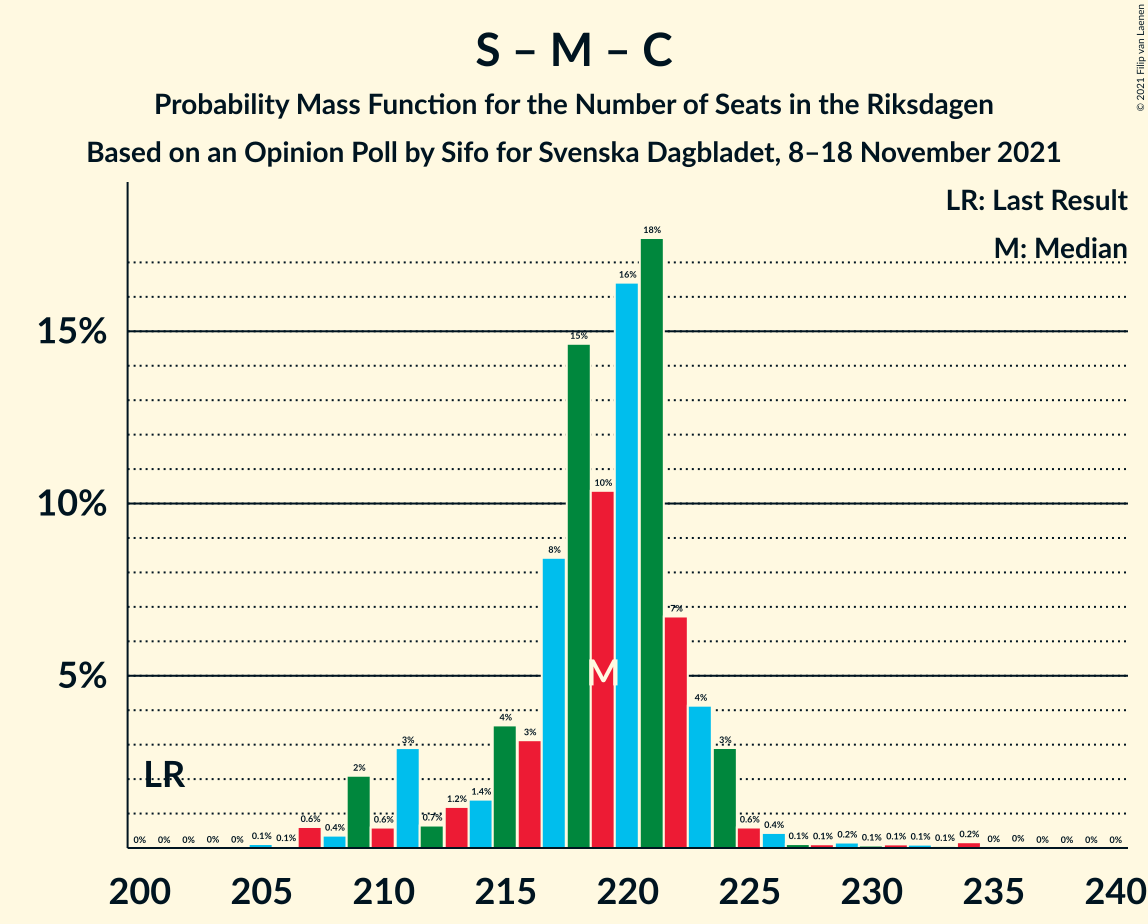 S – M – C
Probability Mass Function for the Number of Seats in the Riksdagen
Based on an Opinion Poll by Sifo for Svenska Dagbladet, 8–18 November 2021
© 2021 Filip van Laenen
LR: Last Result
M: Median
15%
10%
5%
LR
M
0% 0% 0% 0% 0% 0.1% 0.1% 0.6% 0.4% 2% 0.6% 3% 0.7% 1.2% 1.4% 4% 3% 8% 15% 10% 16% 18% 7% 4% 3% 0.6% 0.4% 0.1% 0.1% 0.2% 0.1% 0.1% 0.1% 0.1% 0.2% 0% 0% 0% 0% 0% 0%
200 205 210 215 220 225 230 235 240